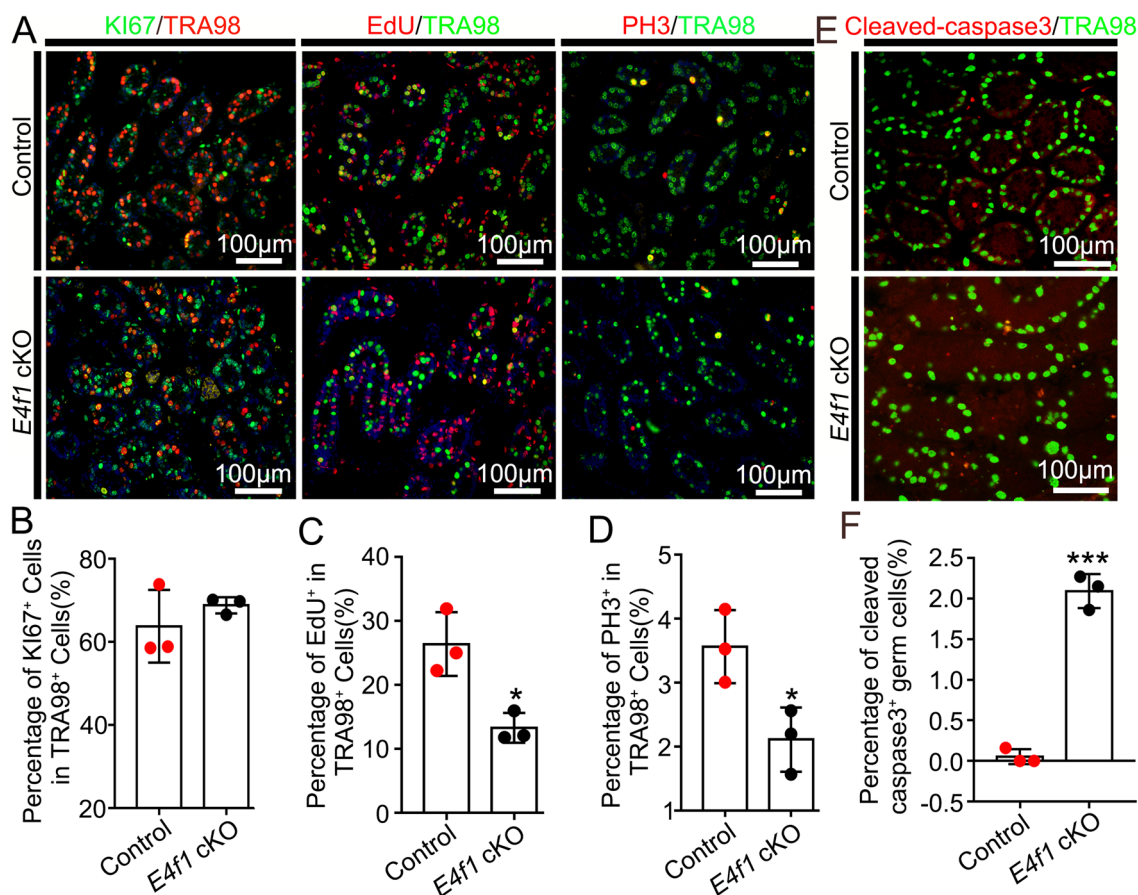 A
KI67/TRA98
EdU/TRA98
PH3/TRA98
E
Cleaved-caspase3/TRA98
Control
100μm
100μm
100μm
Control
100μm
E4f1 cKO
100μm
100μm
100μm
E4f1 cKO
100μm
B
Percentage of KI67⁺ Cells
in TRA98⁺ Cells(%)
80
60
40
20
Control
E4f1 cKO
C
Percentage of EdU⁺ in
TRA98⁺ Cells(%)
40
30
20
10
0
*
Control
E4f1 cKO
D
Percentage of PH3⁺ in
TRA98⁺ Cells(%)
5
4
3
2
1
*
Control
E4f1 cKO
F
Percentage of cleaved
caspase3⁺ germ cells(%)
2.5
2.0
1.5
1.0
0.5
0.0
-0.5
***
Control
E4f1 cKO